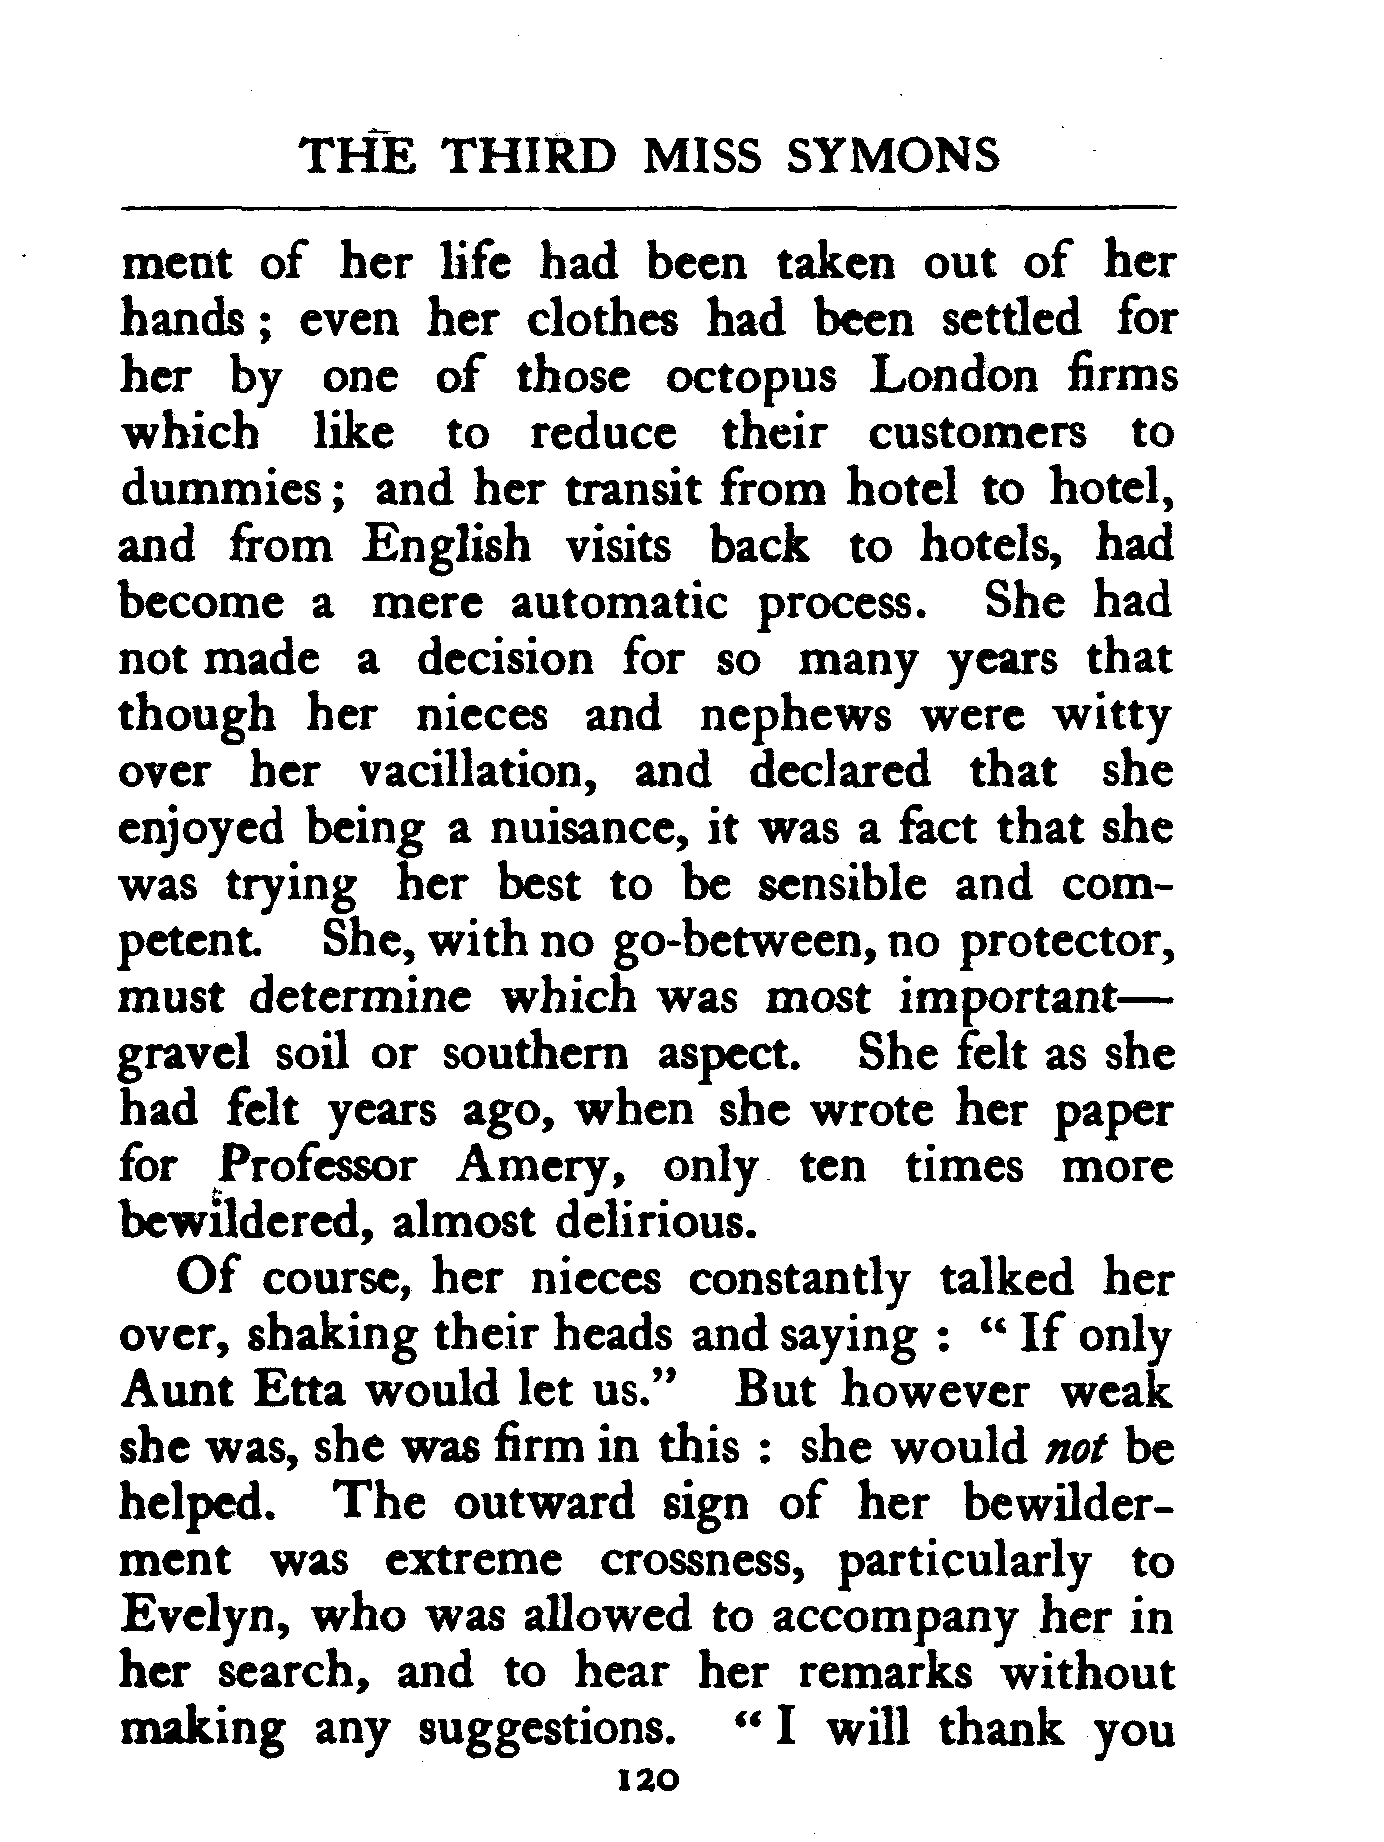 THE THIRD MISS SYMONS
ment of her life had been taken out of her
hands ; even her clothes had been settled for
her by one of those octopus London firms
which like to reduce their customers to
dummies ; and her transit from hotel to hotel,
and from English visits back to hotels, had
become a mere automatic process. She had
not made a decision for so many years that
though her nieces and nephews were witty
over her vacillation, and declared that she
enjoyed being a nuisance, it was a fact that she
was trying her best to be sensible and com-
petent. She, with no go-between, no protector,
must determine which was most important—
gravel soil or southern aspect. She felt as she
had felt years ago, when she wrote her paper
for Professor Amery, only ten times more
bewildered, almost delirious.
Of course, her nieces constantly talked her
over, shaking their heads and saying : “ If only
Aunt Etta would let us.” But however weak
she was, she was firm in this : she would not be
helped. The outward sign of her bewilder-
ment was extreme crossness, particularly to
Evelyn, who was allowed to accompany her in
her search, and to hear her remarks without
making any suggestions. “ I will thank you
120